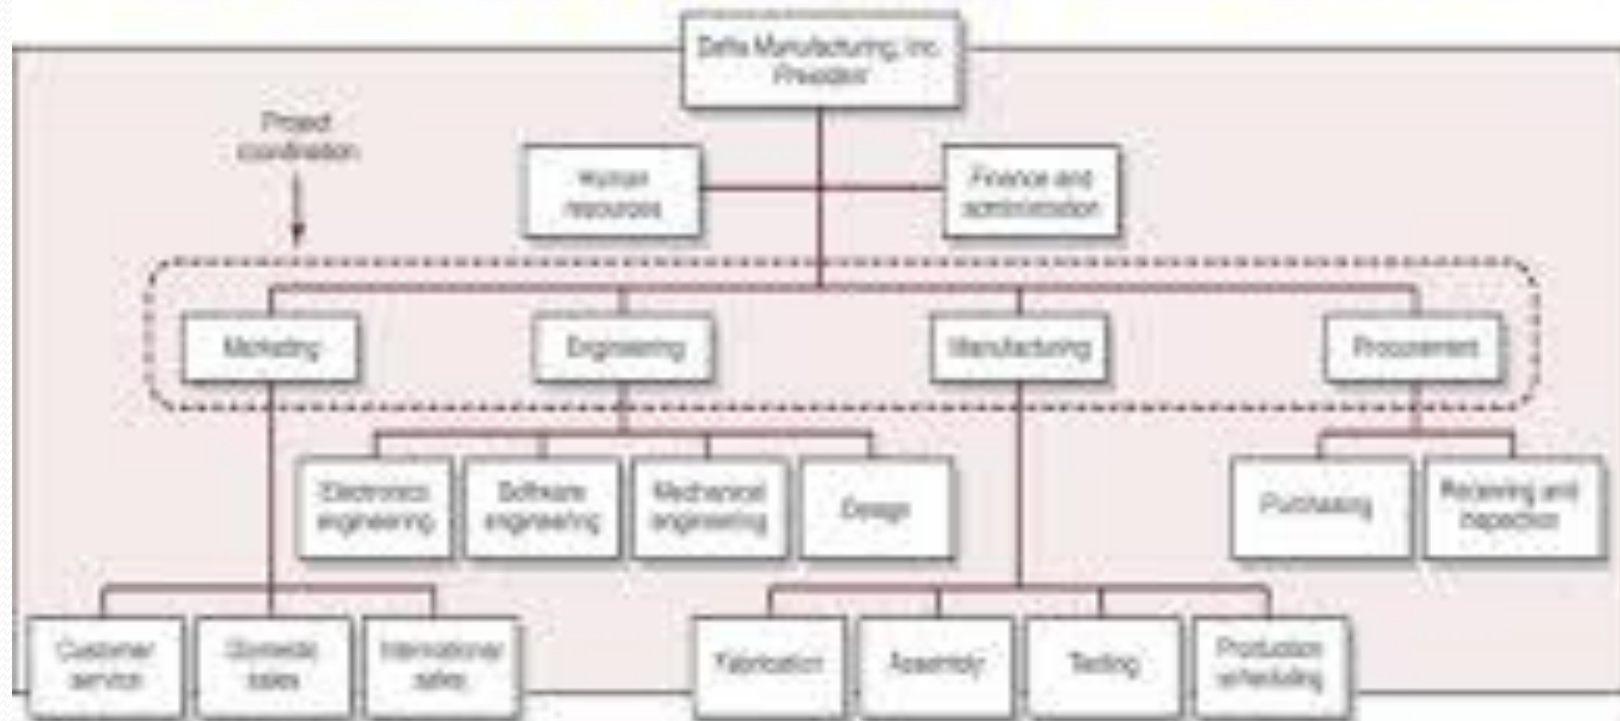 Delta Manufacturing, Inc.
President
Project
coordination
Human
resources
Finance and
administration
Marketing
Engineering
Manufacturing
Procurement
Electronics
engineering
Software
engineering
Mechanical
engineering
Design
Purchasing
Receiving and
inspection
Customer
service
Domestic
sales
International
sales
Fabrication
Assembly
Testing
Production
scheduling